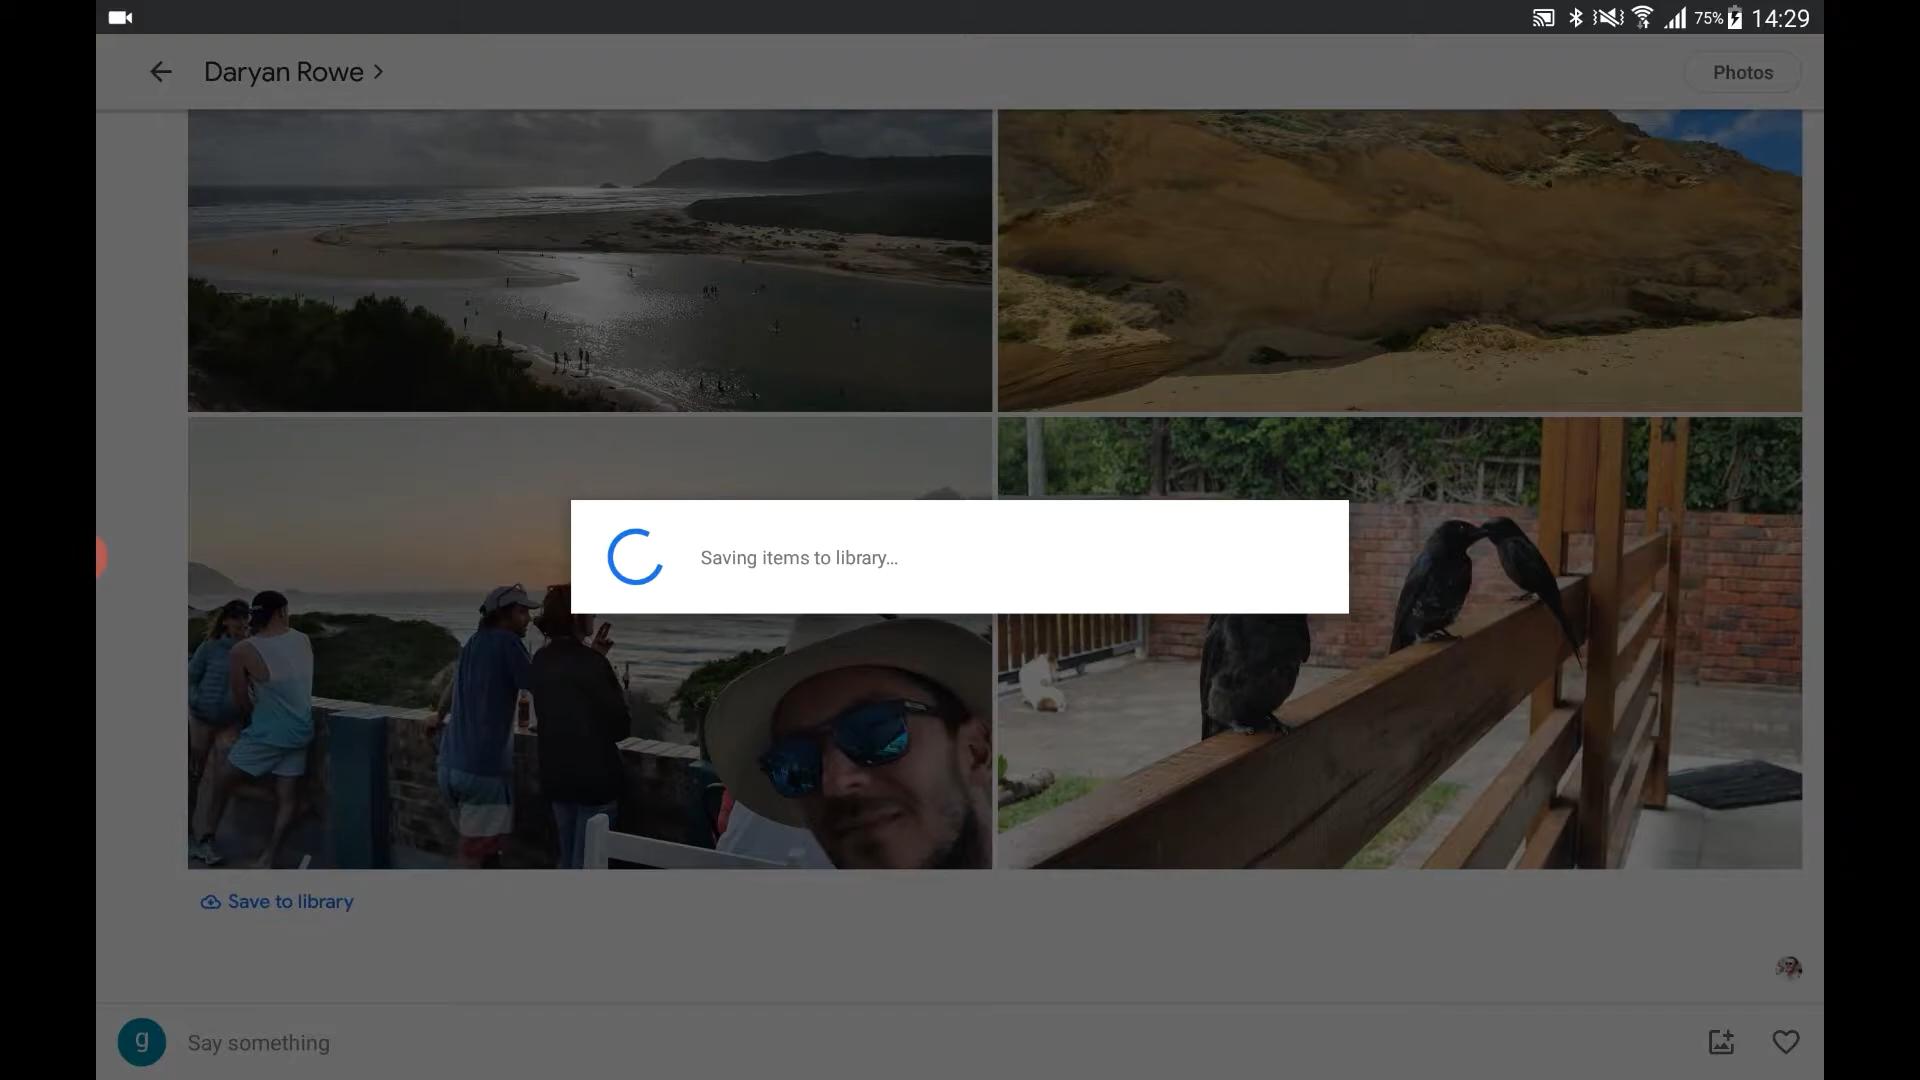 75% 14:29
Daryan Rowe
Photos
Saving items to library...
Save to library
g
Say something